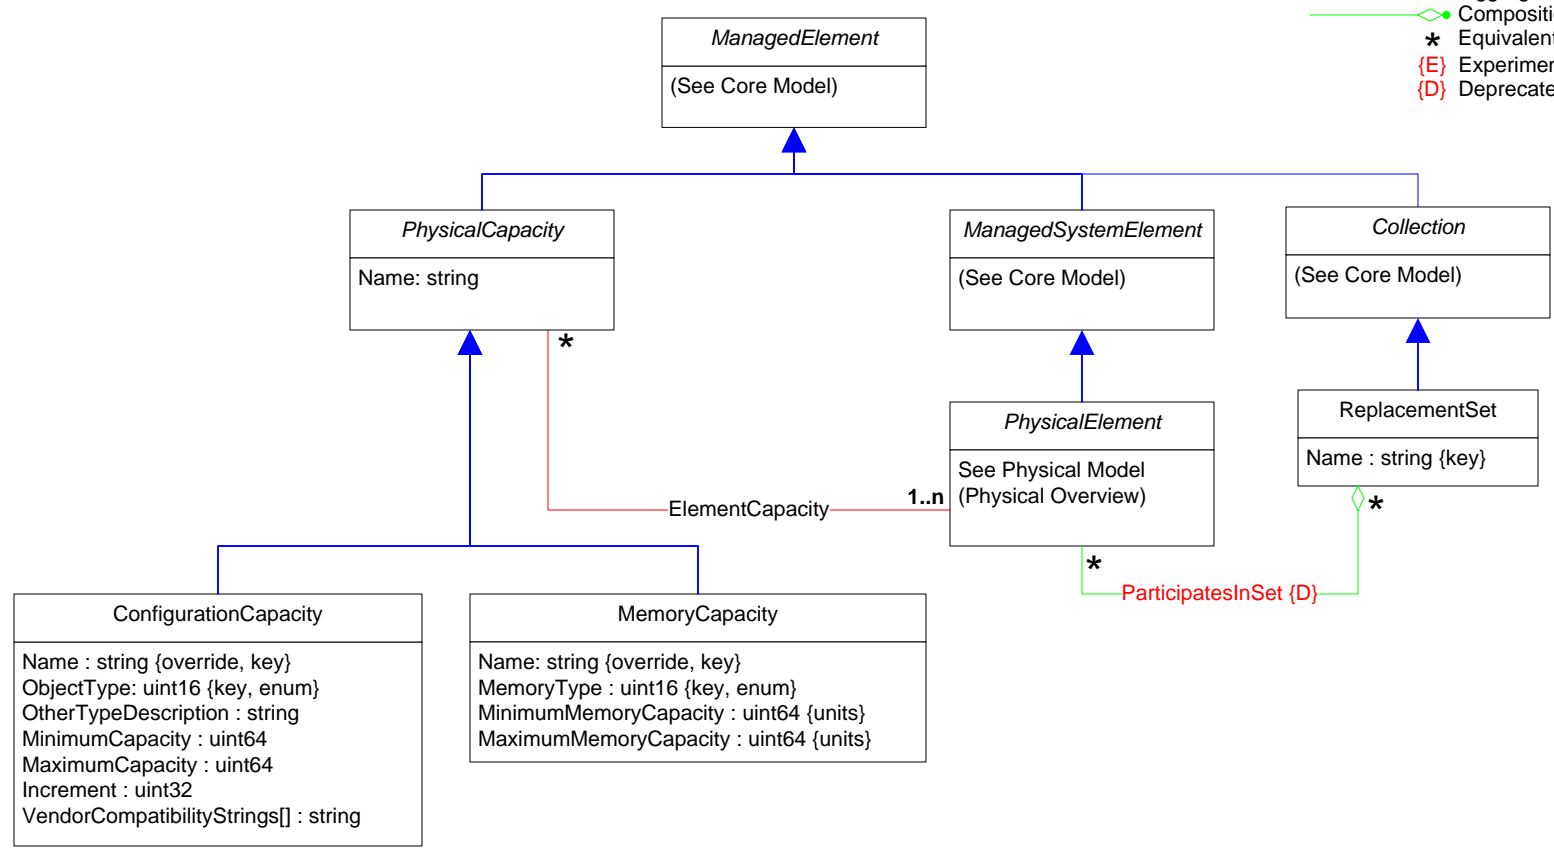 Compositi
* Equivalent
{E} Experimen
{D} Deprecate
ManagedElement
(See Core Model)
PhysicalCapacity
Name: string
*
ManagedSystemElement
(See Core Model)
Collection
(See Core Model)
PhysicalElement
See Physical Model
(Physical Overview)
1..n
ElementCapacity
*
ReplacementSet
Name : string {key}
*
ParticipatesInSet {D}
ConfigurationCapacity
Name : string {override, key}
ObjectType: uint16 {key, enum}
OtherTypeDescription : string
MinimumCapacity : uint64
MaximumCapacity : uint64
Increment : uint32
VendorCompatibilityStrings[] : string
MemoryCapacity
Name: string {override, key}
MemoryType : uint16 {key, enum}
MinimumMemoryCapacity : uint64 {units}
MaximumMemoryCapacity : uint64 {units}